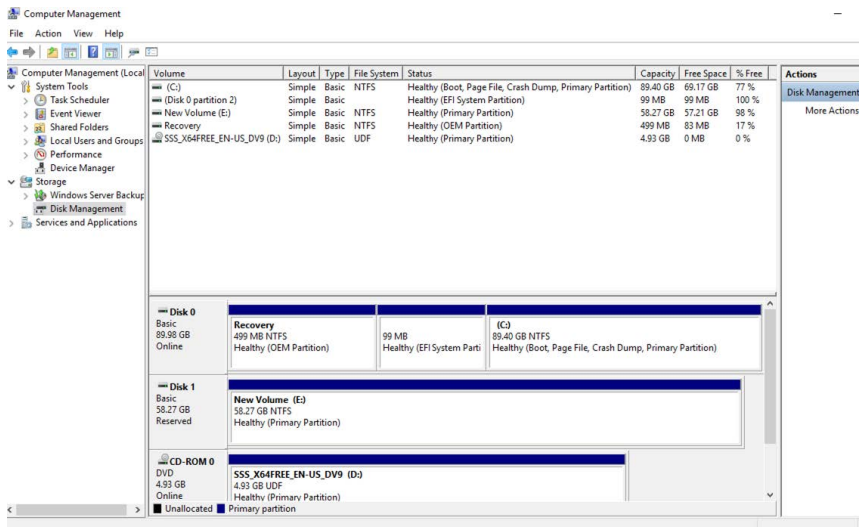 Computer Management
File Action View Help
Computer Management (Local
System Tools
Task Scheduler
Event Viewer
Shared Folders
Local Users and Groups
Performance
Device Manager
Storage
Windows Server Backup
Disk Management
Services and Applications
Volume Layout Type File System Status Capacity Free Space % Free
(C:) Simple Basic NTFS Healthy (Boot, Page File, Crash Dump, Primary Partition) 89.40 GB 69.17 GB 77 %
(Disk 0 partition 2) Simple Basic Healthy (EFI System Partition) 99 MB 99 MB 100 %
New Volume (E:) Simple Basic NTFS Healthy (Primary Partition) 58.27 GB 57.21 GB 98 %
Recovery Simple Basic NTFS Healthy (OEM Partition) 499 MB 83 MB 17 %
SSS_X64FREE_EN-US_DV9 (D:) Simple Basic UDF Healthy (Primary Partition) 4.93 GB 0 MB 0 %
Actions
Disk Management
More Actions
Disk 0
Basic
89.98 GB
Online
Recovery
499 MB NTFS
Healthy (OEM Partition)
99 MB
Healthy (EFI System Parti
(C:)
89.40 GB NTFS
Healthy (Boot, Page File, Crash Dump, Primary Partition)
Disk 1
Basic
58.27 GB
Reserved
New Volume (E:)
58.27 GB NTFS
Healthy (Primary Partition)
CD-ROM 0
DVD
4.93 GB
Online
SSS_X64FREE_EN-US_DV9 (D:)
4.93 GB UDF
Healthy (Primary Partition)
Unallocated Primary partition